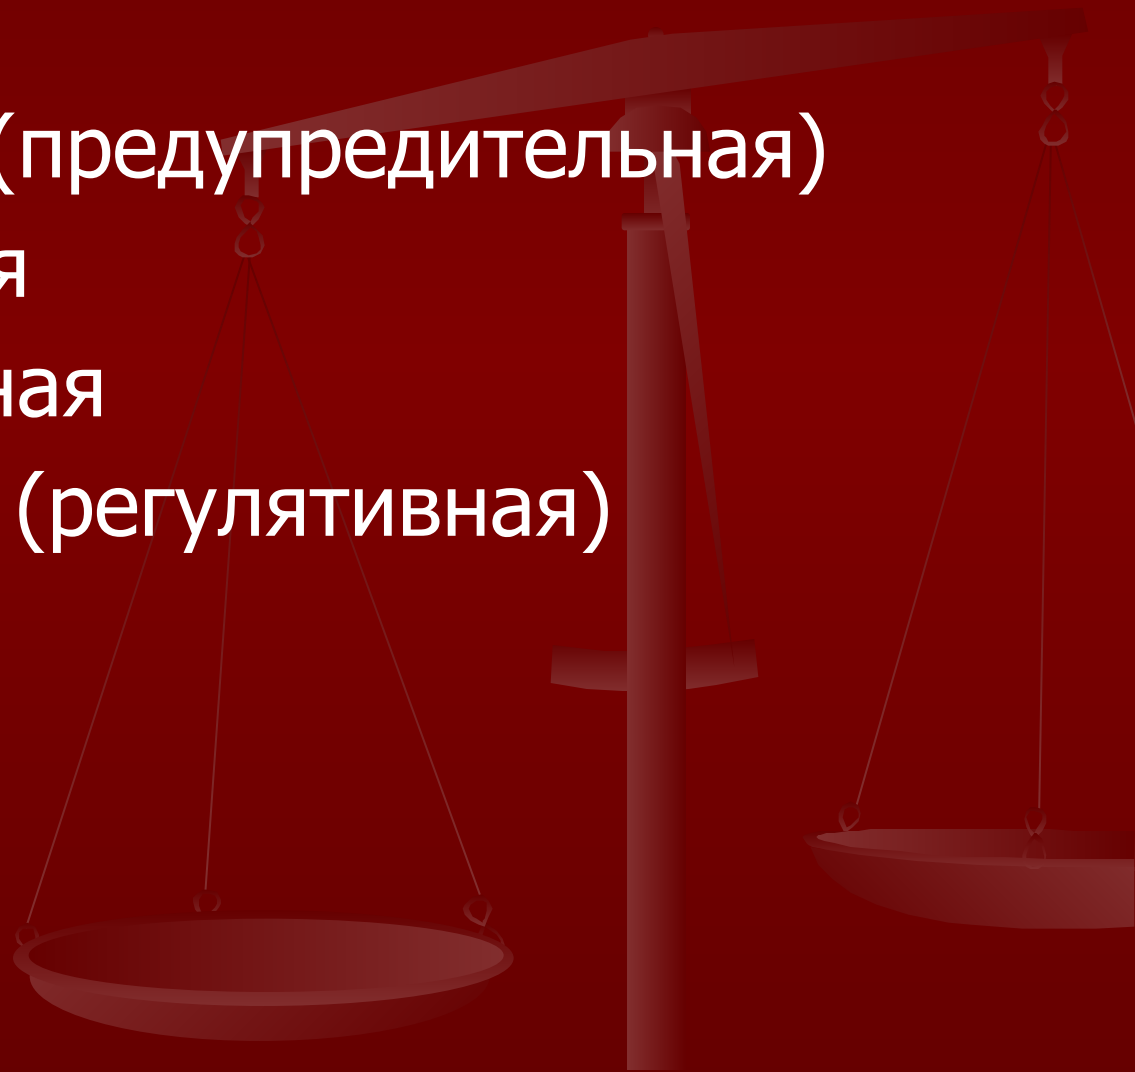 (предупредительная)
я
ная
(регулятивная)